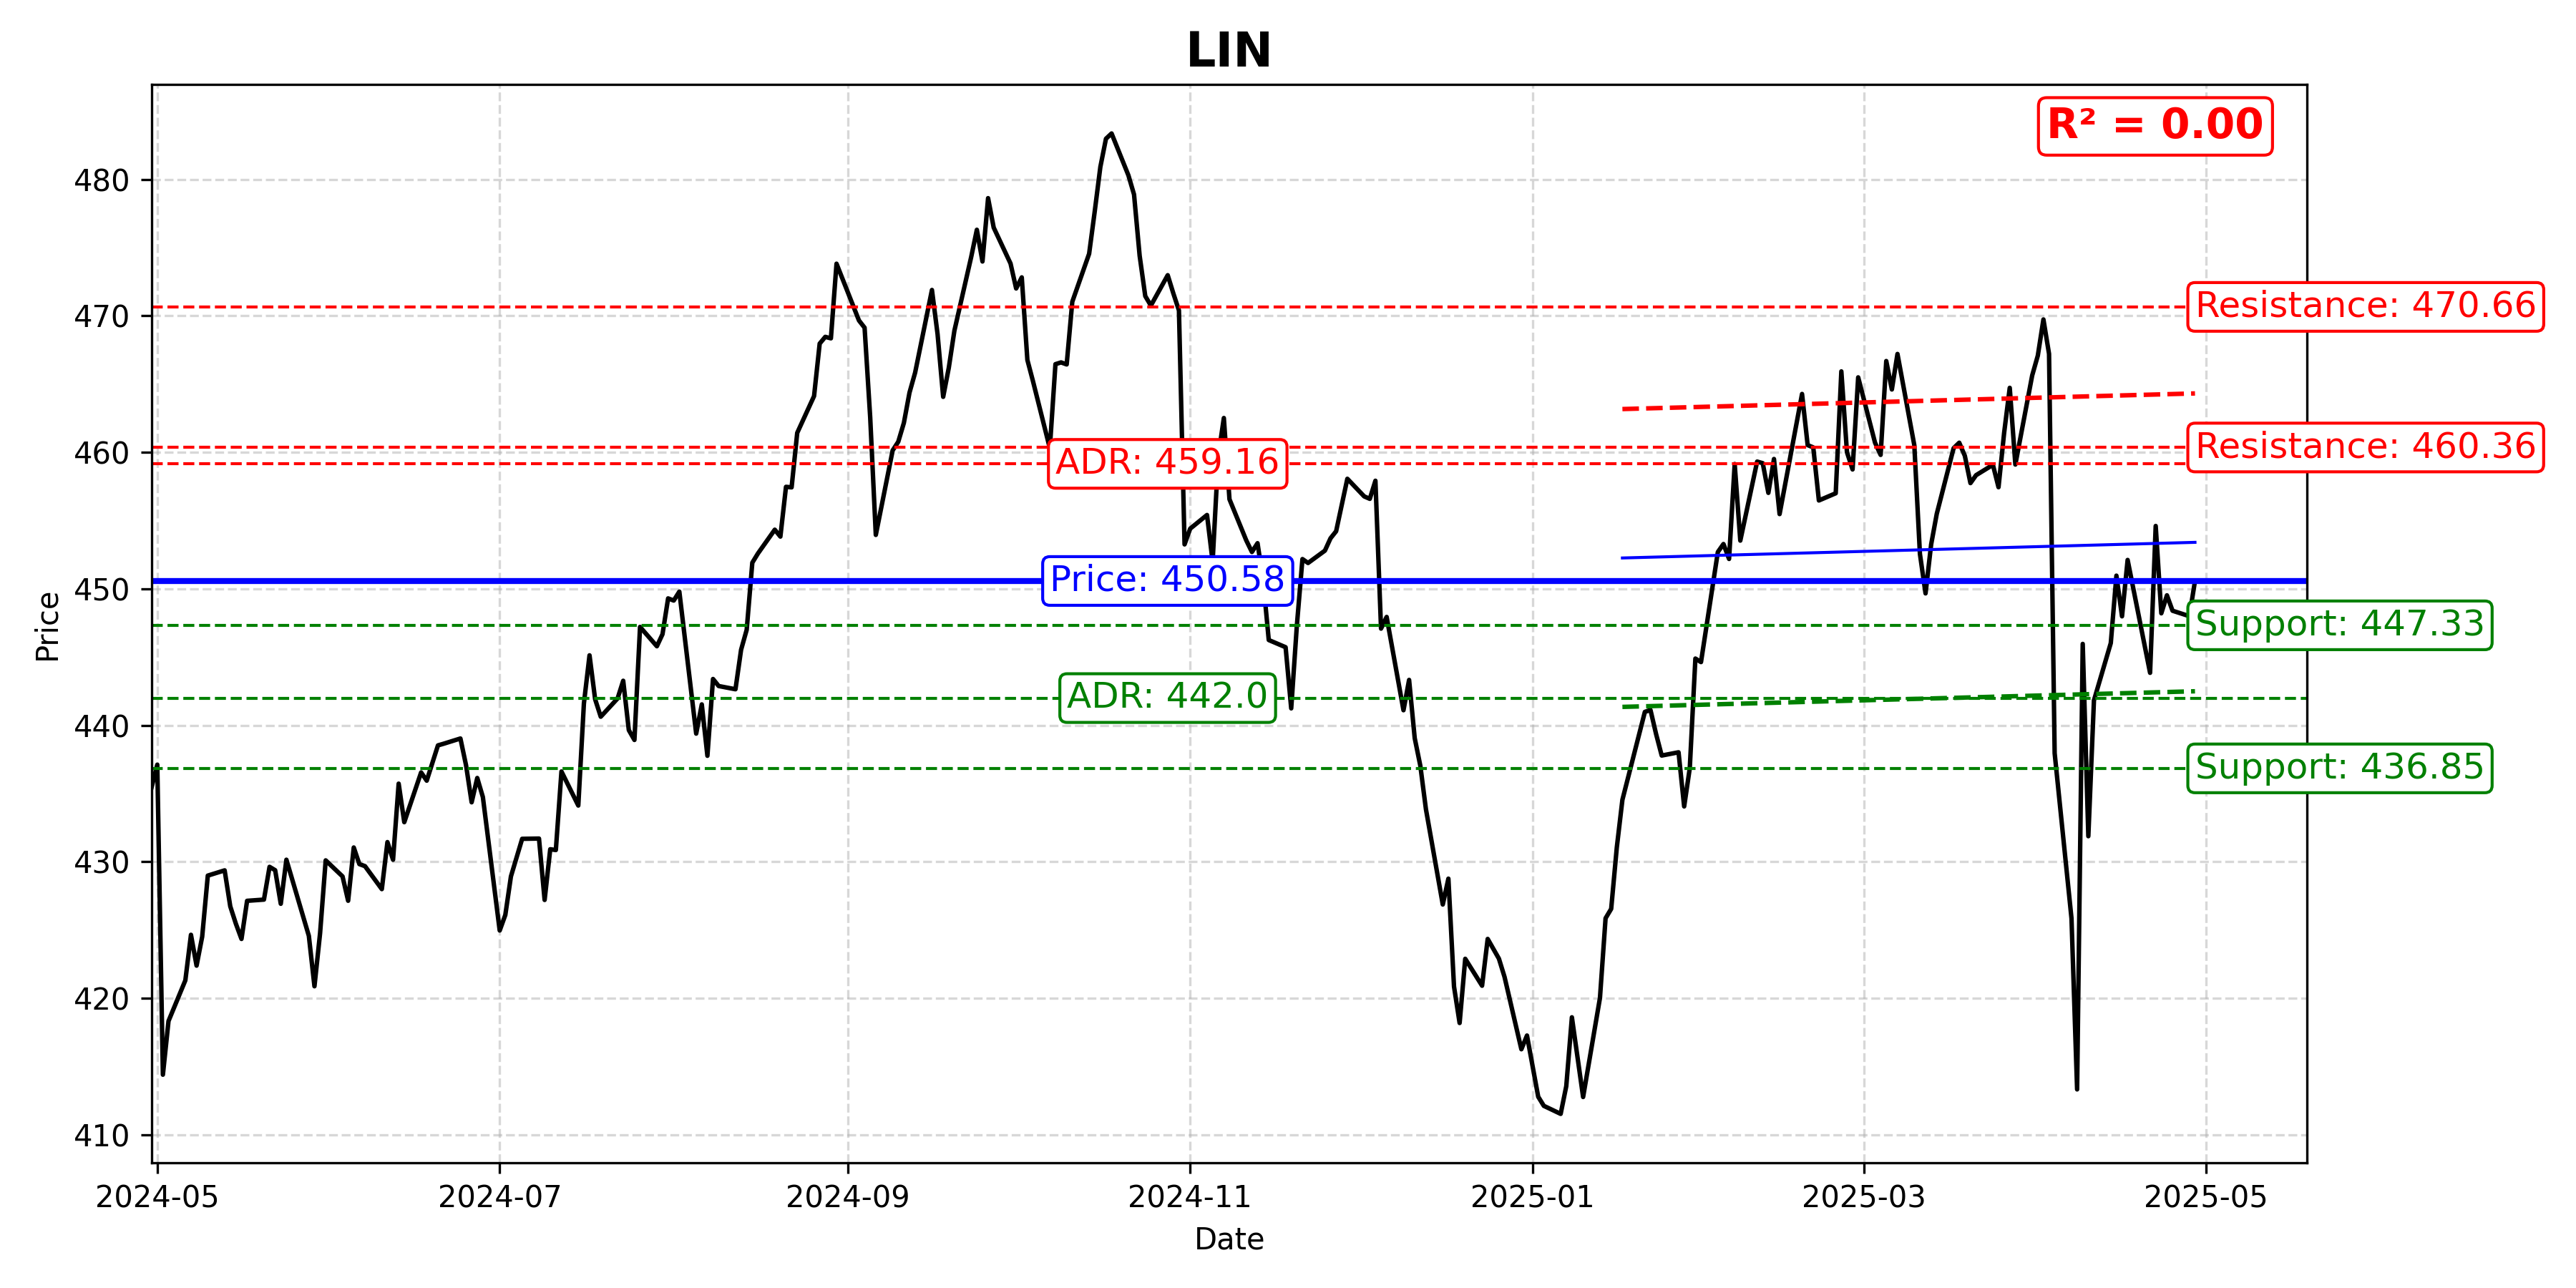 LIN
R² = 0.00
480
470
460
450
440
430
420
410
Price
Resistance: 470.66
Resistance: 460.36
ADR: 459.16
Price: 450.58
Support: 447.33
ADR: 442.0
Support: 436.85
2024-05
2024-07
2024-09
2024-11
2025-01
2025-03
2025-05
Date